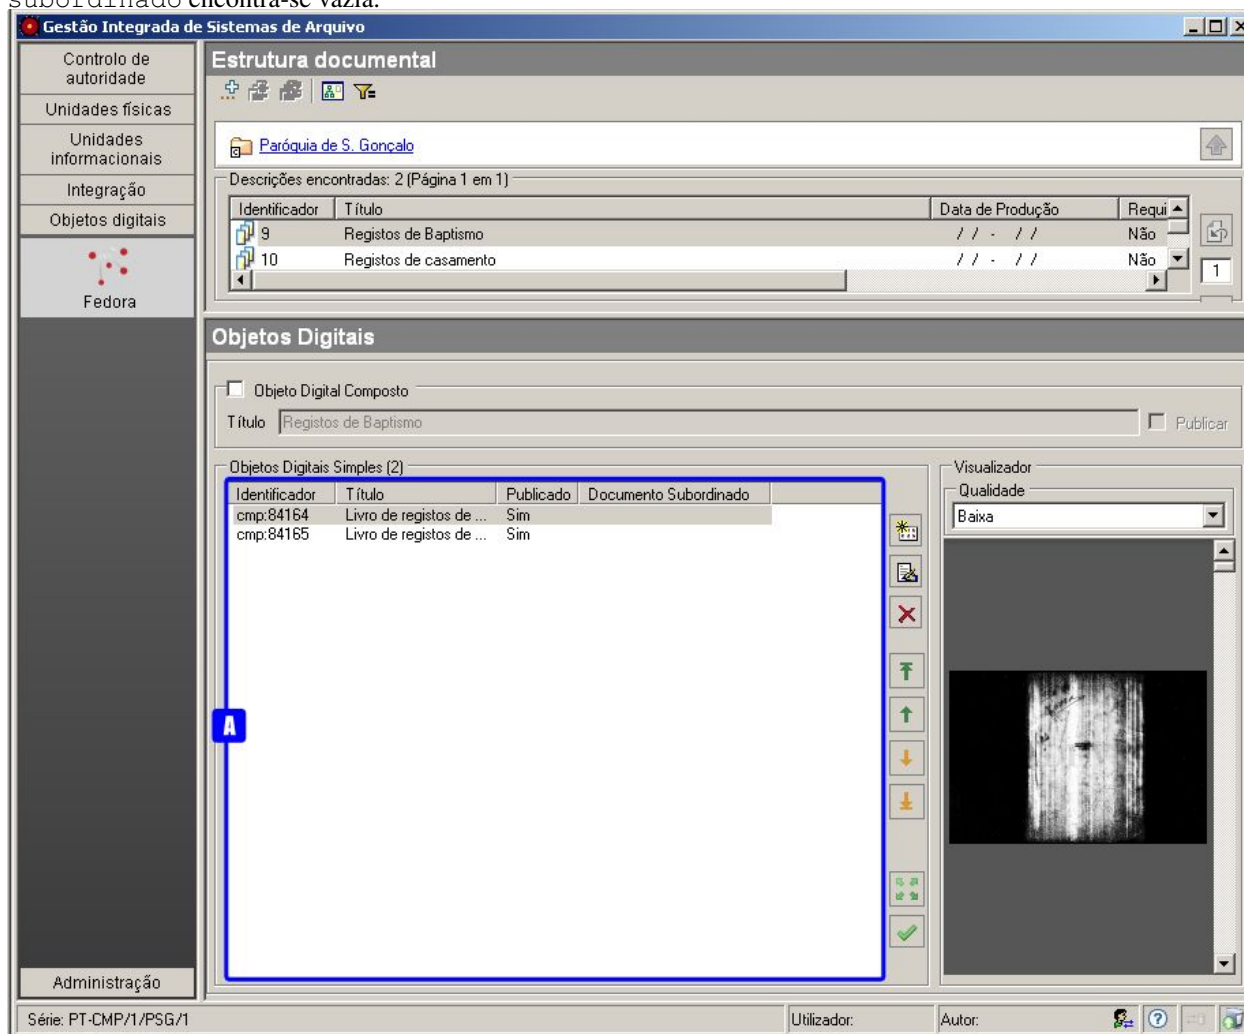 subordinado encontra-se vazia.
Gestão Integrada de Sistemas de Arquivo
Controlo de
autoridade
Unidades físicas
Unidades
informacionais
Integração
Objetos digitais
Fedora
Administração
Estrutura documental
Paróquia de S. Gonçalo
Descrições encontradas: 2 (Página 1 em 1)
Identificador Título Data de Produção Requi
9 Registos de Baptismo / / - / / Não
10 Registos de casamento / / - / / Não
1
Objetos Digitais
Objeto Digital Composto
Título Registos de Baptismo Publicar
Objetos Digitais Simples (2)
Identificador Título Publicado Documento Subordinado
cmp:84164 Livro de registos de ... Sim
cmp:84165 Livro de registos de ... Sim
A
Visualizador
Qualidade
Baixa
Série: PT-CMP/1/PSG/1 Utilizador: Autor: